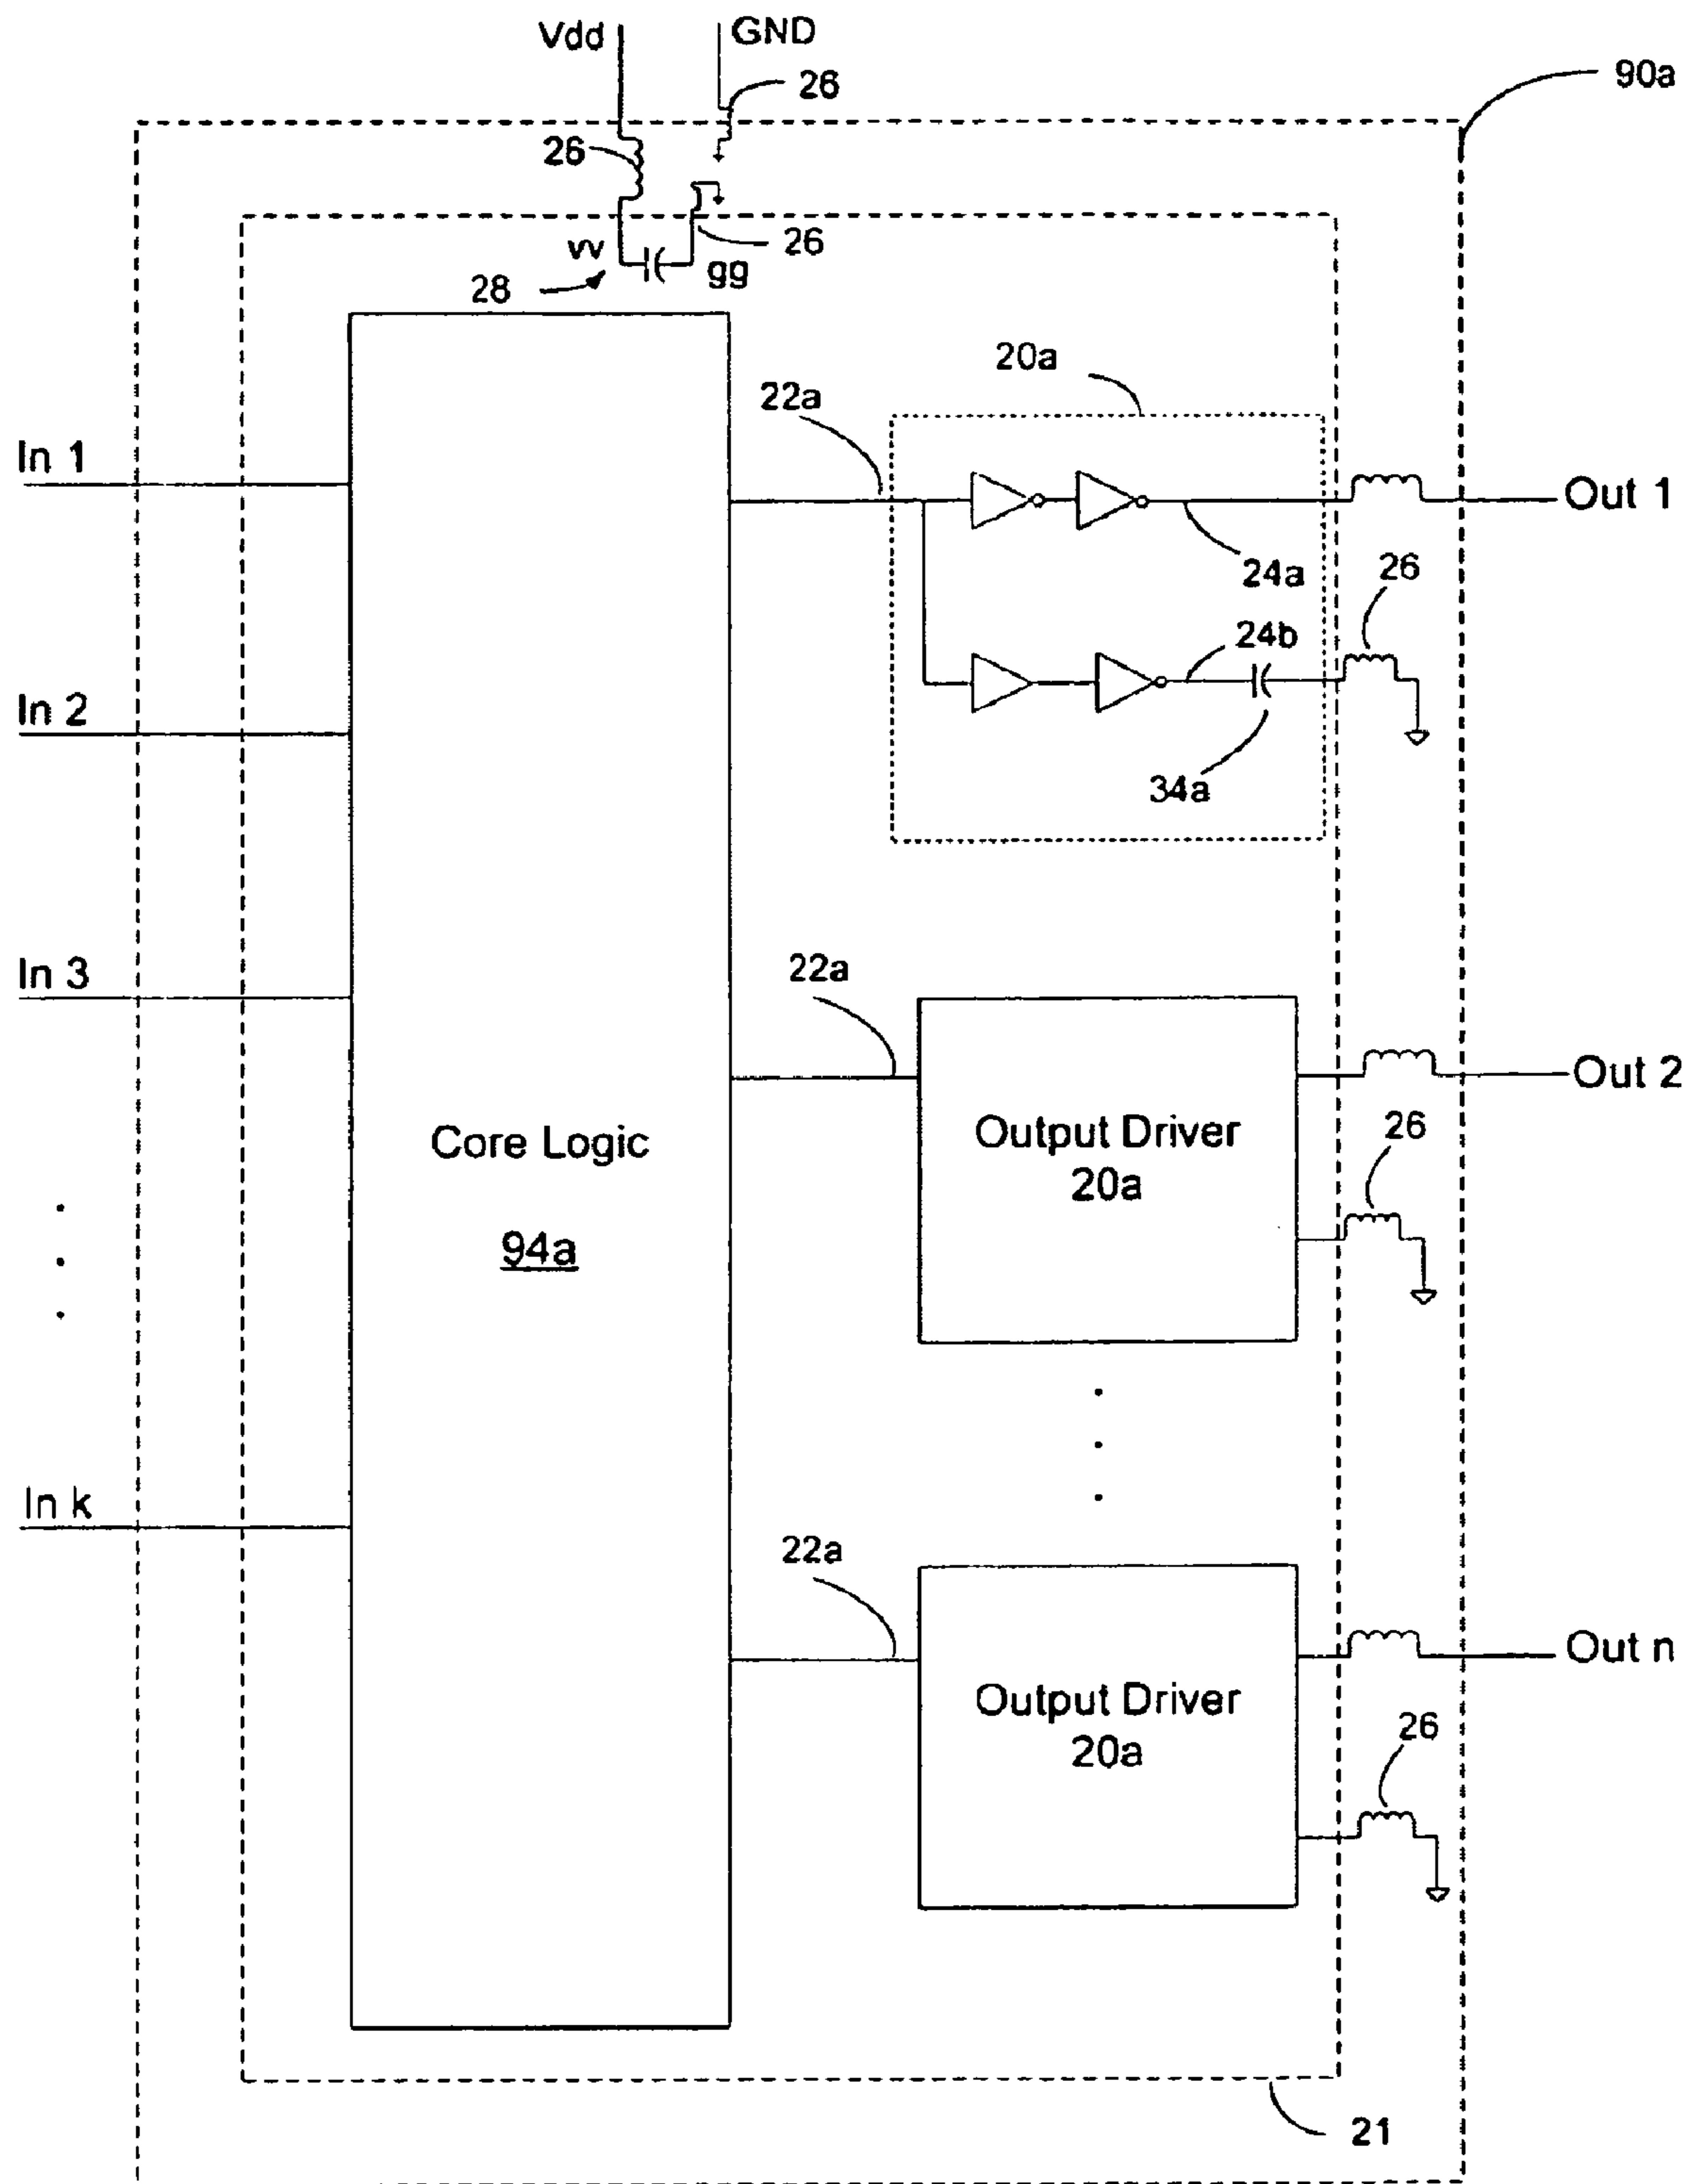 Vdd
GND
26
90a
26
vv
26
28
gg
20a
22a
In 1
Out 1
24a
26
24b
In 2
34a
In 3
22a
Out 2
Output Driver
20a
26
Core Logic
94a
In k
22a
Out n
Output Driver
20a
26
21